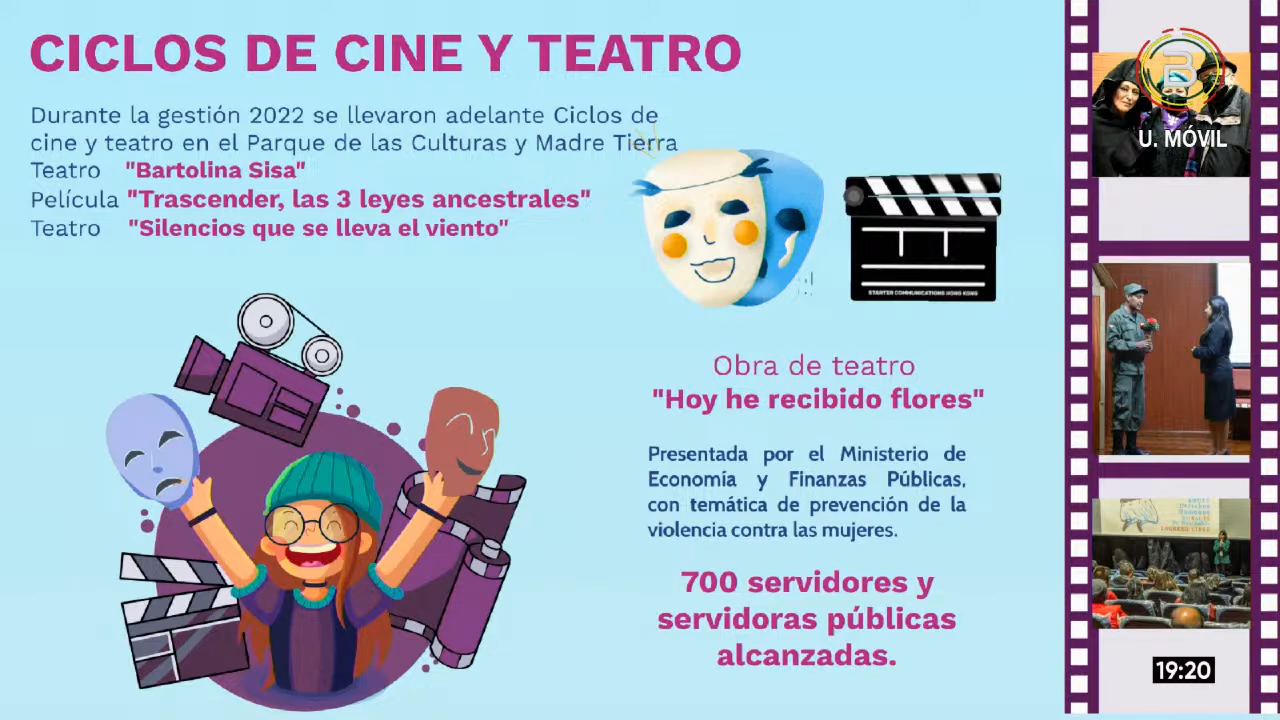 CICLOS DE CINE Y TEATRO
Durante la gestión 2022 se llevaron adelante Ciclos de
cine y teatro en el Parque de las Culturas y Madre Tierra
Teatro "Bartolina Sisa"
Película "Trascender, las 3 leyes ancestrales"
Teatro "Silencios que se lleva el viento"
STARTER COMMUNICATIONS HONG KONG
Obra de teatro
"Hoy he recibido flores"
Presentada por el Ministerio de
Economía y Finanzas Públicas,
con temática de prevención de la
violencia contra las mujeres.
700 servidores y
servidoras públicas
alcanzadas.
B
U. MÓVIL
19:20